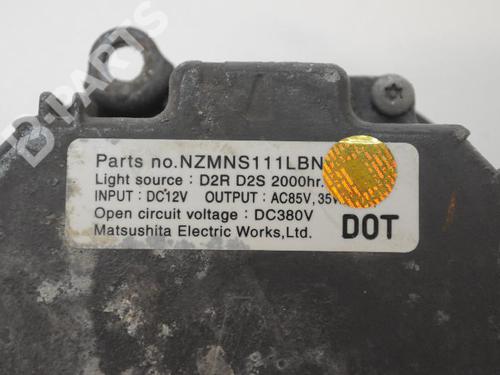 B-PARTS
Parts no.NZMNS111LBN
Light source : D2R D2S 2000hr.
INPUT : DC12V OUTPUT : AC85V, 35W
Open circuit voltage : DC380V
Matsushita Electric Works,Ltd.
DOT
B-PARTS